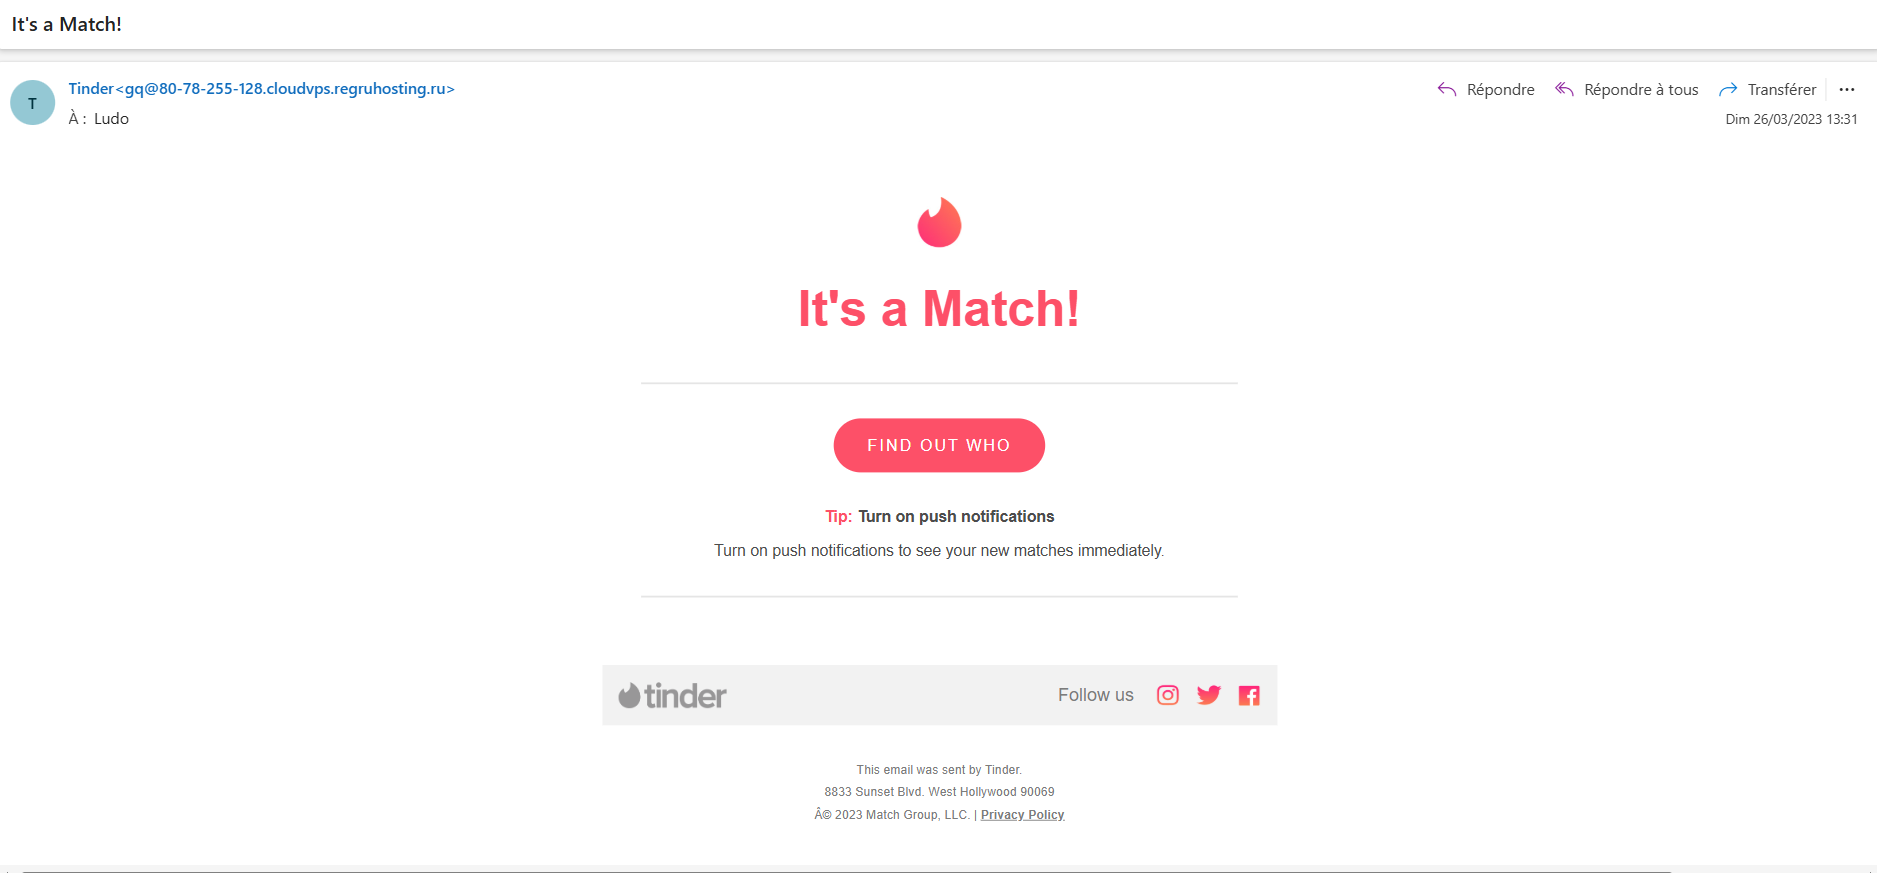 It's a Match!
T
Tinder<gq@80-78-255-128.cloudvps.regruhosting.ru>
Répondre
Répondre à tous
Transférer
À : Ludo
Dim 26/03/2023 13:31
It's a Match!
FIND OUT WHO
Tip: Turn on push notifications
Turn on push notifications to see your new matches immediately.
tinder
Follow us
This email was sent by Tinder.
8833 Sunset Blvd. West Hollywood 90069
Â© 2023 Match Group, LLC. | Privacy Policy